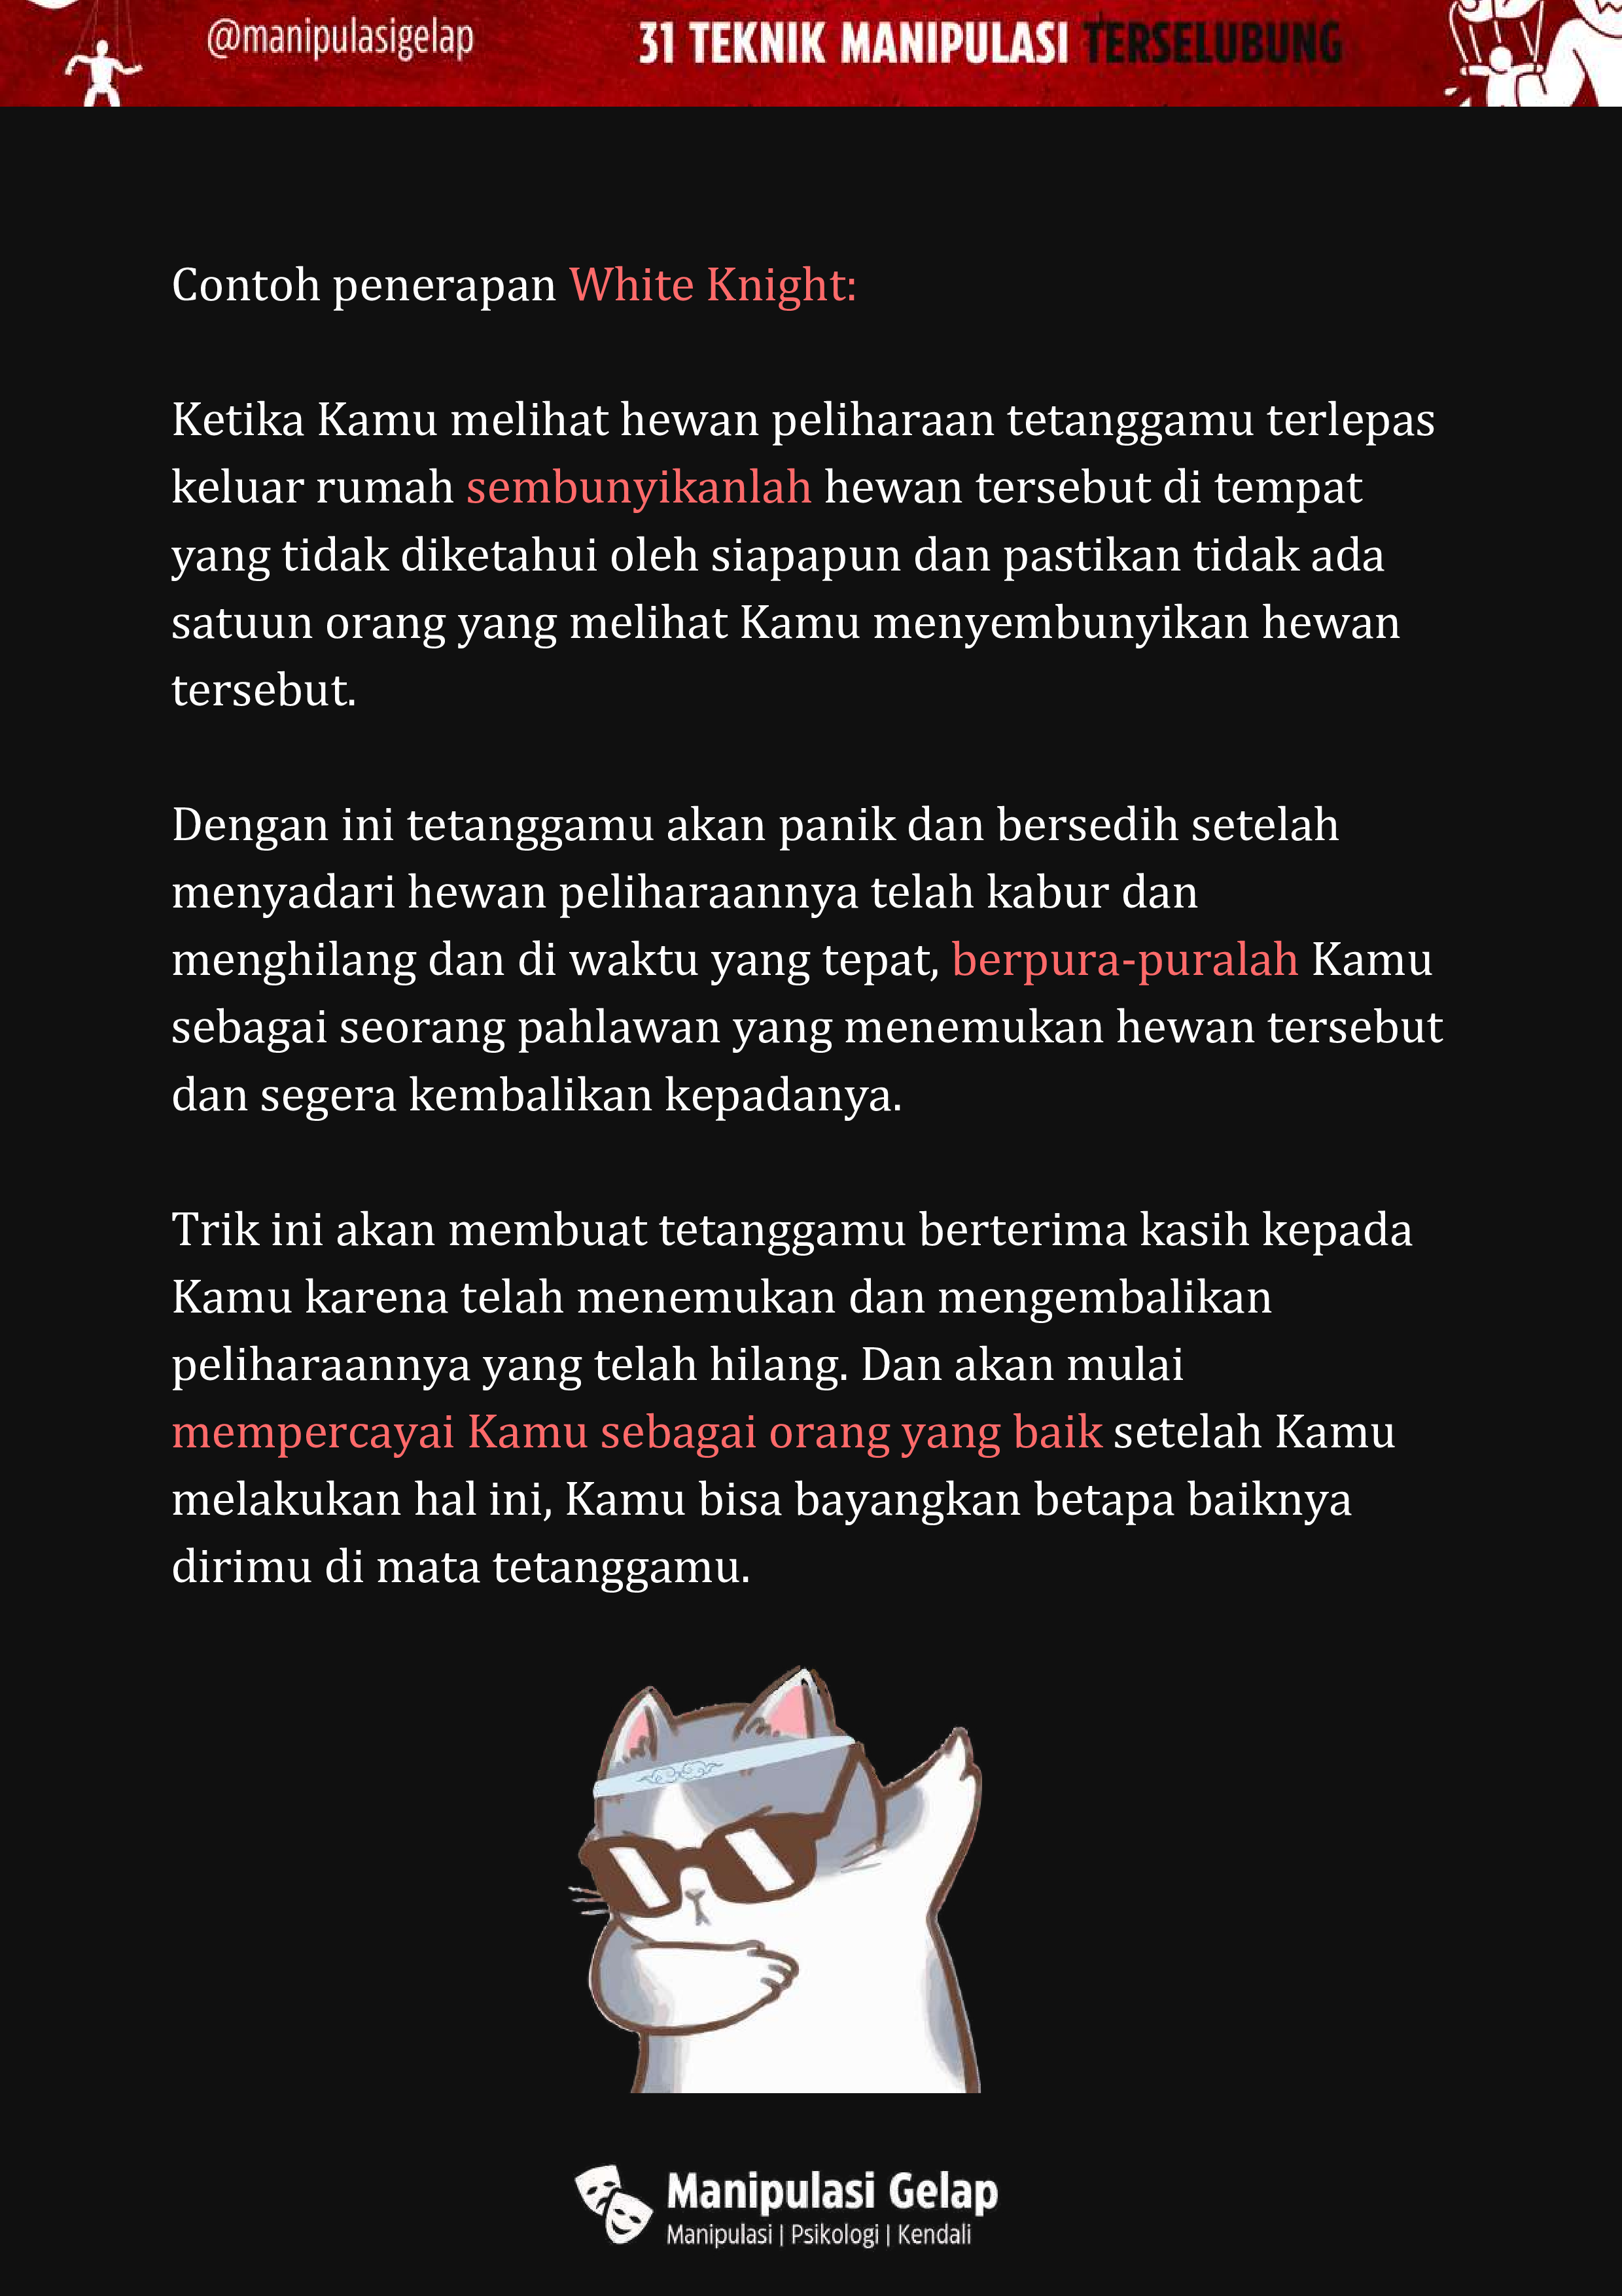 @manipulasigelap
31 TEKNIK MANIPULASI TERSELUBUNG
Contoh penerapan White Knight:
Ketika Kamu melihat hewan peliharaan tetanggamu terlepas
keluar rumah sembunyikanlah hewan tersebut di tempat
yang tidak diketahui oleh siapapun dan pastikan tidak ada
satuun orang yang melihat Kamu menyembunyikan hewan
tersebut.
Dengan ini tetanggamu akan panik dan bersedih setelah
menyadari hewan peliharaannya telah kabur dan
menghilang dan di waktu yang tepat, berpura-puralah Kamu
sebagai seorang pahlawan yang menemukan hewan tersebut
dan segera kembalikan kepadanya.
Trik ini akan membuat tetanggamu berterima kasih kepada
Kamu karena telah menemukan dan mengembalikan
peliharaannya yang telah hilang. Dan akan mulai
mempercayai Kamu sebagai orang yang baik setelah Kamu
melakukan hal ini, Kamu bisa bayangkan betapa baiknya
dirimu di mata tetanggamu.
Manipulasi Gelap
Manipulasi | Psikologi | Kendali